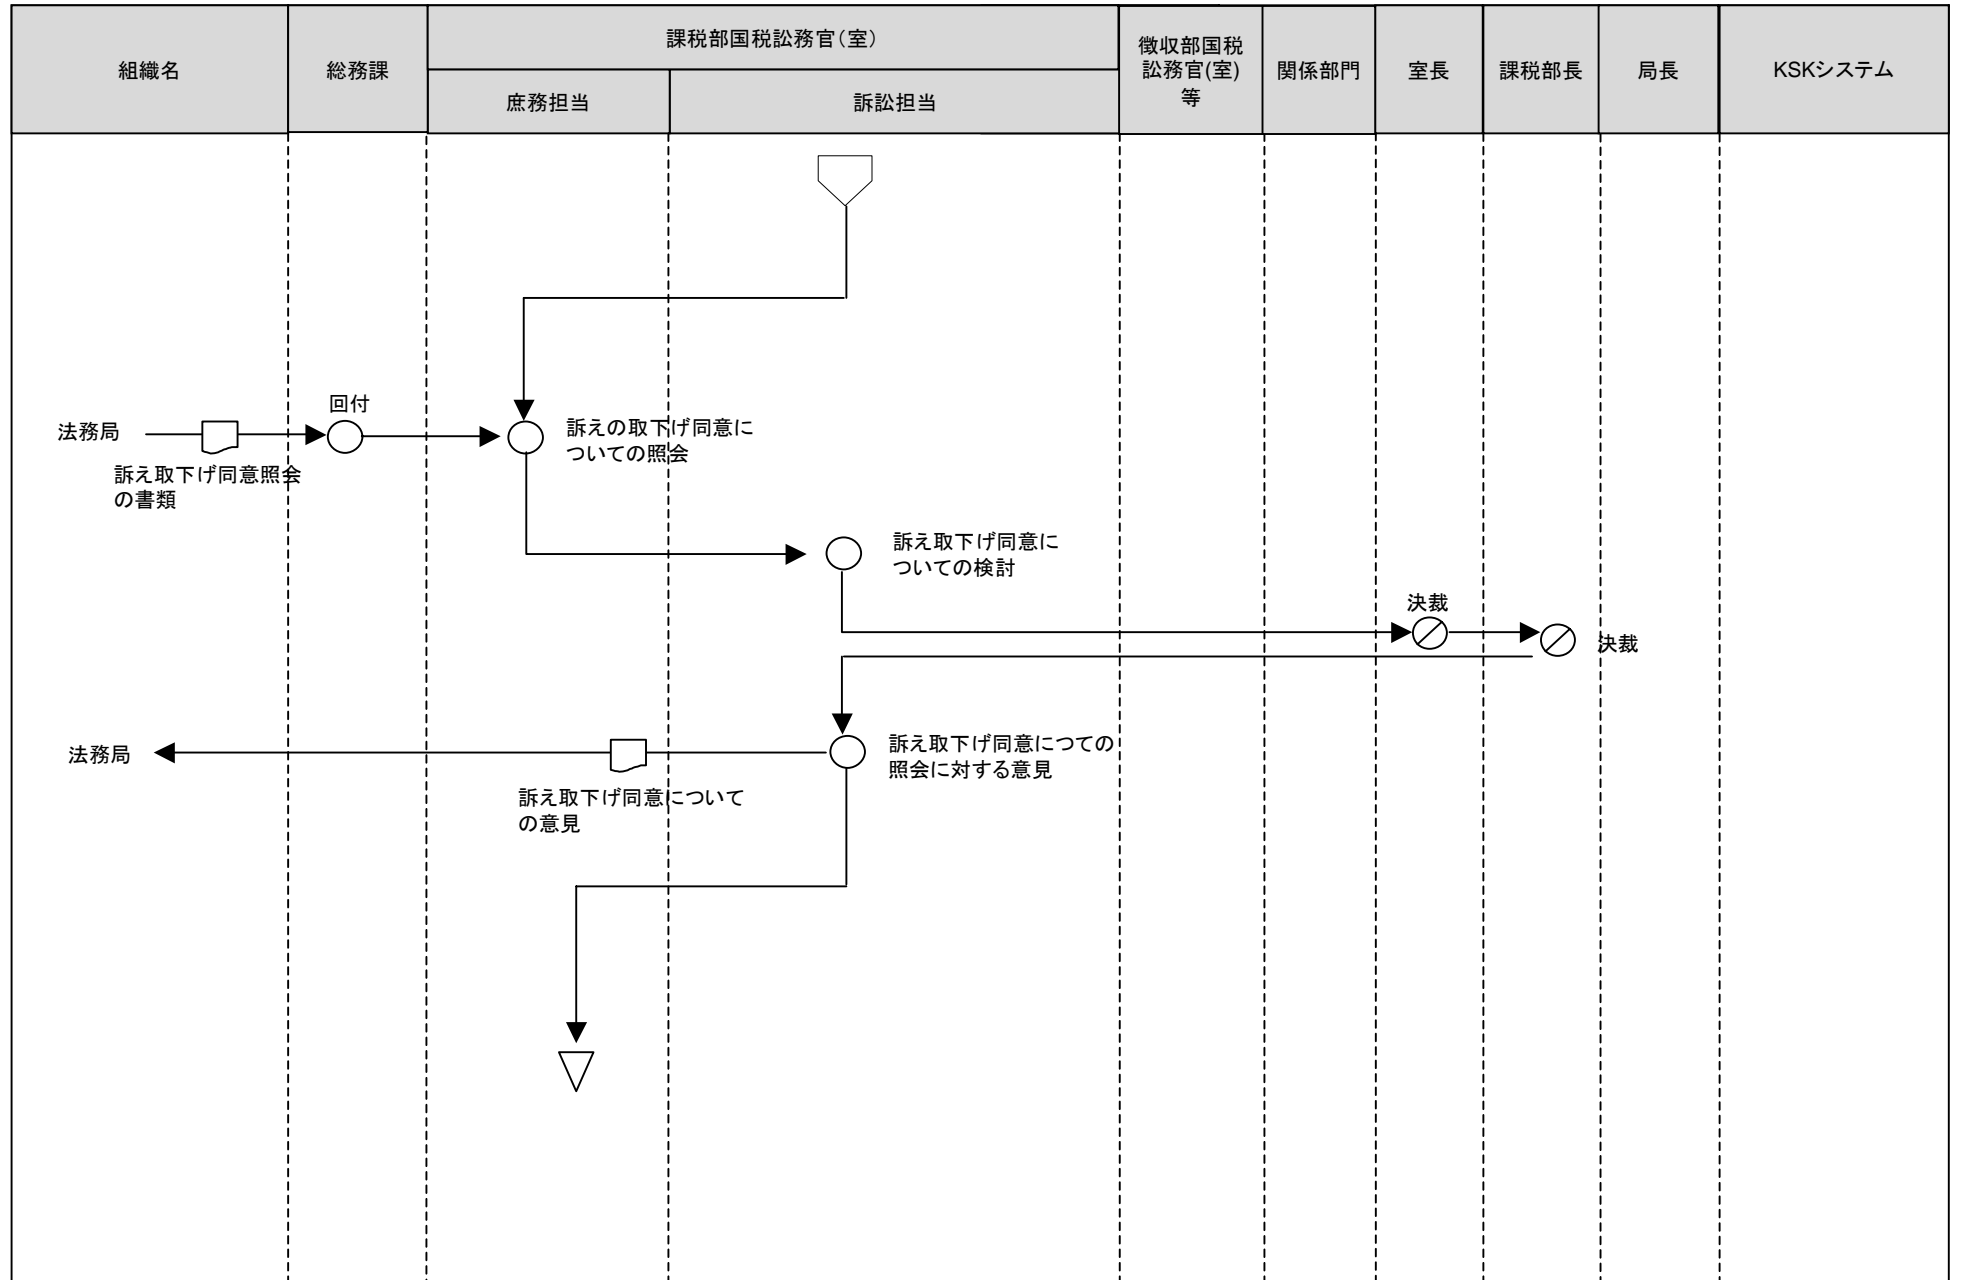 組織名
総務課
課税部国税訟務官（室）
庶務担当
訴訟担当
徴収部国税
訟務官(室)
等
関係部門
室長
課税部長
局長
KSKシステム
回付
法務局
訴え取下げ同意照会
の書類
訴えの取下げ同意に
ついての照会
訴え取下げ同意に
ついての検討
決裁
決裁
法務局
訴え取下げ同意につての
照会に対する意見
訴え取下げ同意について
の意見